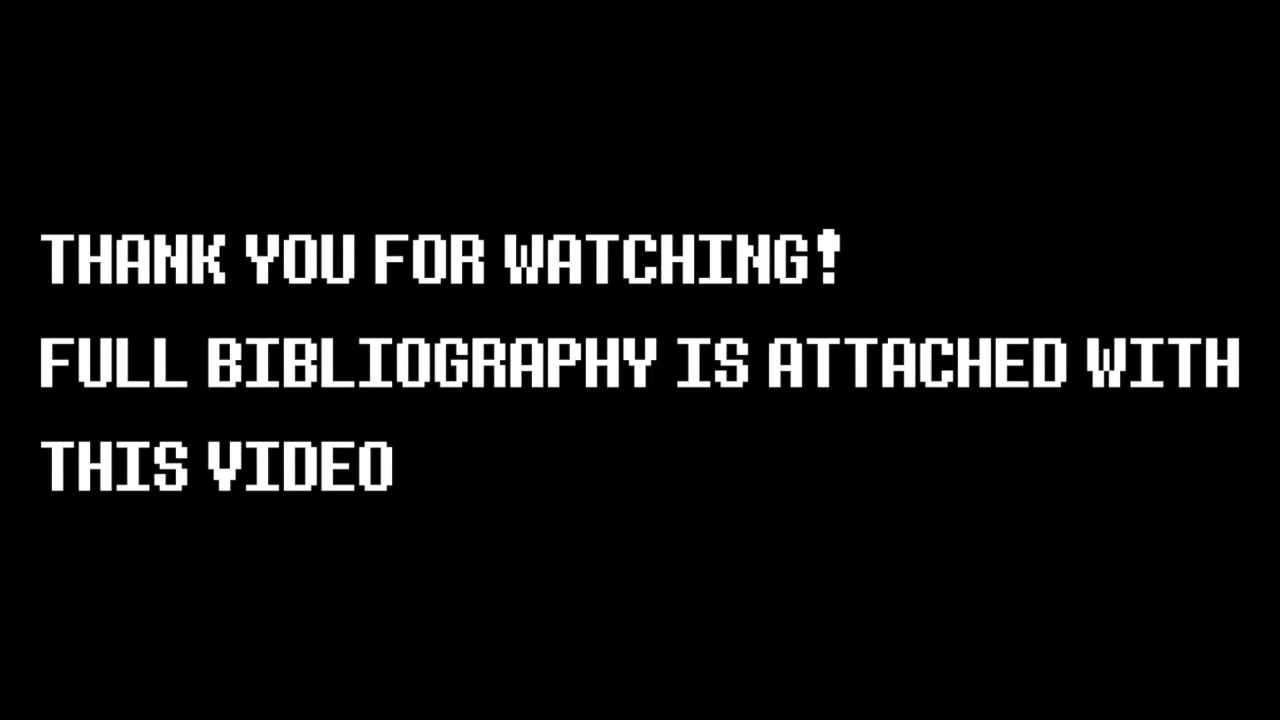 THANK YOU FOR WATCHING!
FULL BIBLIOGRAPHY IS ATTACHED WITH
THIS VIDEO